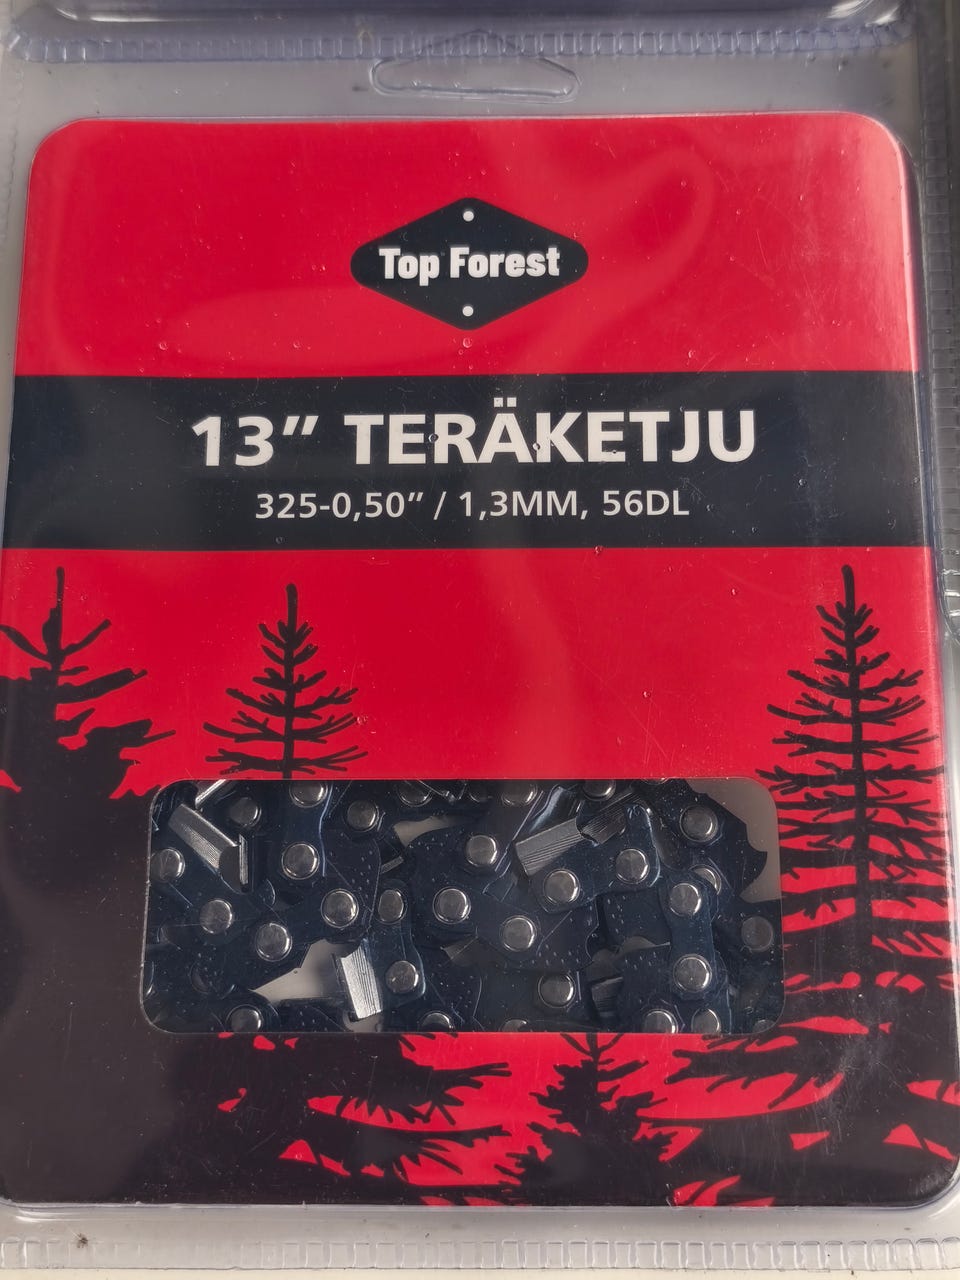 Top Forest
13” TERÄKETJU
325-0,50” / 1,3MM, 56DL